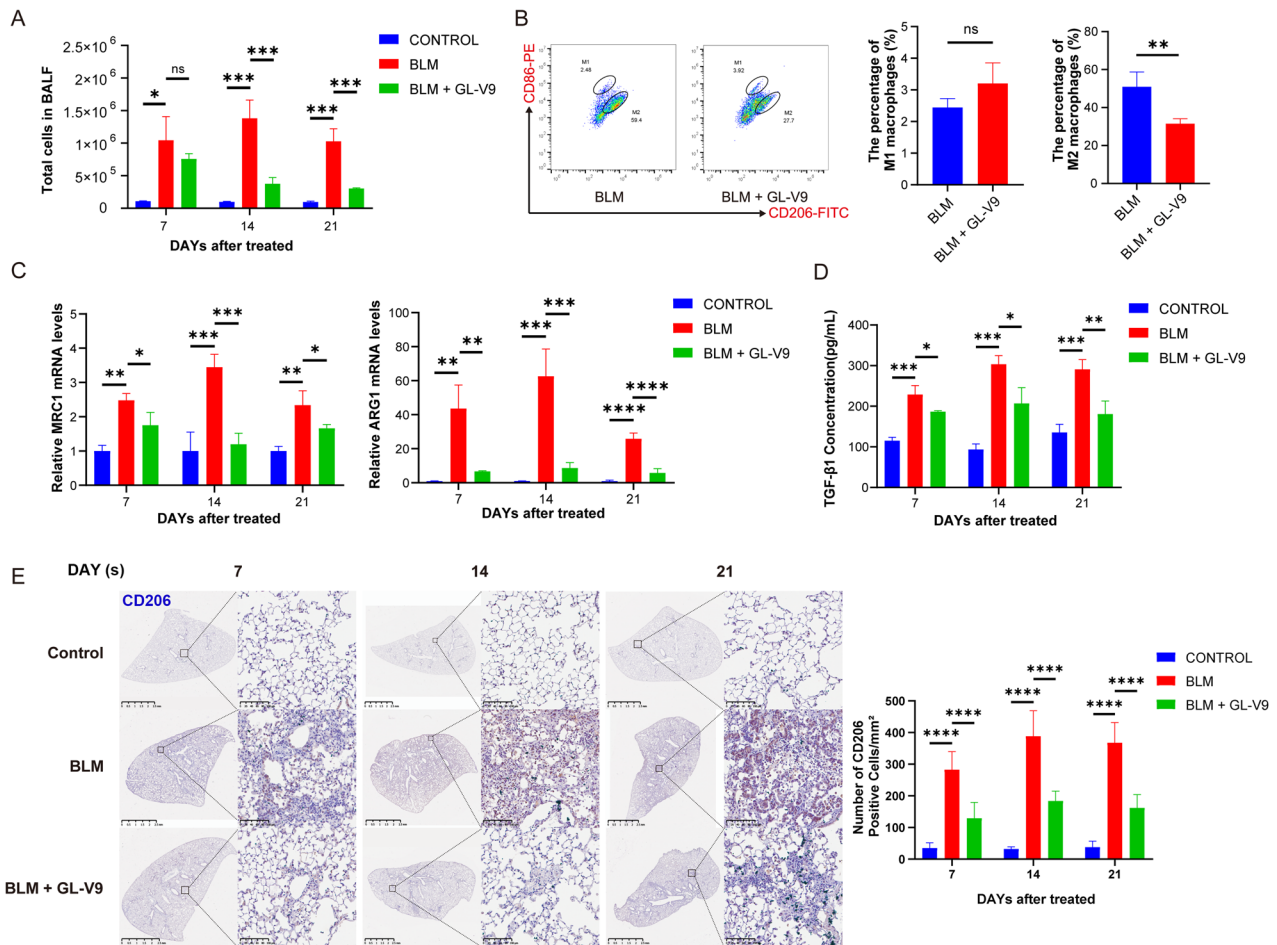 A
Total cells in BALF
2.5×10⁶
2×10⁶
1.5×10⁶
1×10⁶
5×10⁵
0
* ns
*** ***
*** ***
7 14 21
DAYs after treated
CONTROL
BLM
BLM + GL-V9
B
CD86-PE
M1
2.48
M2
59.4
M1
3.92
M2
27.7
BLM
BLM + GL-V9
CD206-FITC
The percentage of
M1 macrophages (%)
5
4
3
2
1
0
ns
BLM
BLM + GL-V9
The percentage of
M2 macrophages (%)
80
60
40
20
0
**
BLM
BLM + GL-V9
C
Relative MRC1 mRNA levels
5
4
3
2
1
0
** *
*** ***
** *
7 14 21
DAYs after treated
Relative ARG1 mRNA levels
100
80
60
40
20
0
** **
*** ***
**** ****
7 14 21
DAYs after treated
CONTROL
BLM
BLM + GL-V9
D
TGF-β1 Concentration(pg/mL)
400
300
200
100
0
*** *
*** *
*** **
7 14 21
DAYs after treated
CONTROL
BLM
BLM + GL-V9
E
DAY (s) 7 14 21
CD206
Control
BLM
BLM + GL-V9
Number of CD206
Positive Cells/mm²
500
400
300
200
100
0
**** ****
**** ****
**** ****
7 14 21
DAYs after treated
CONTROL
BLM
BLM + GL-V9